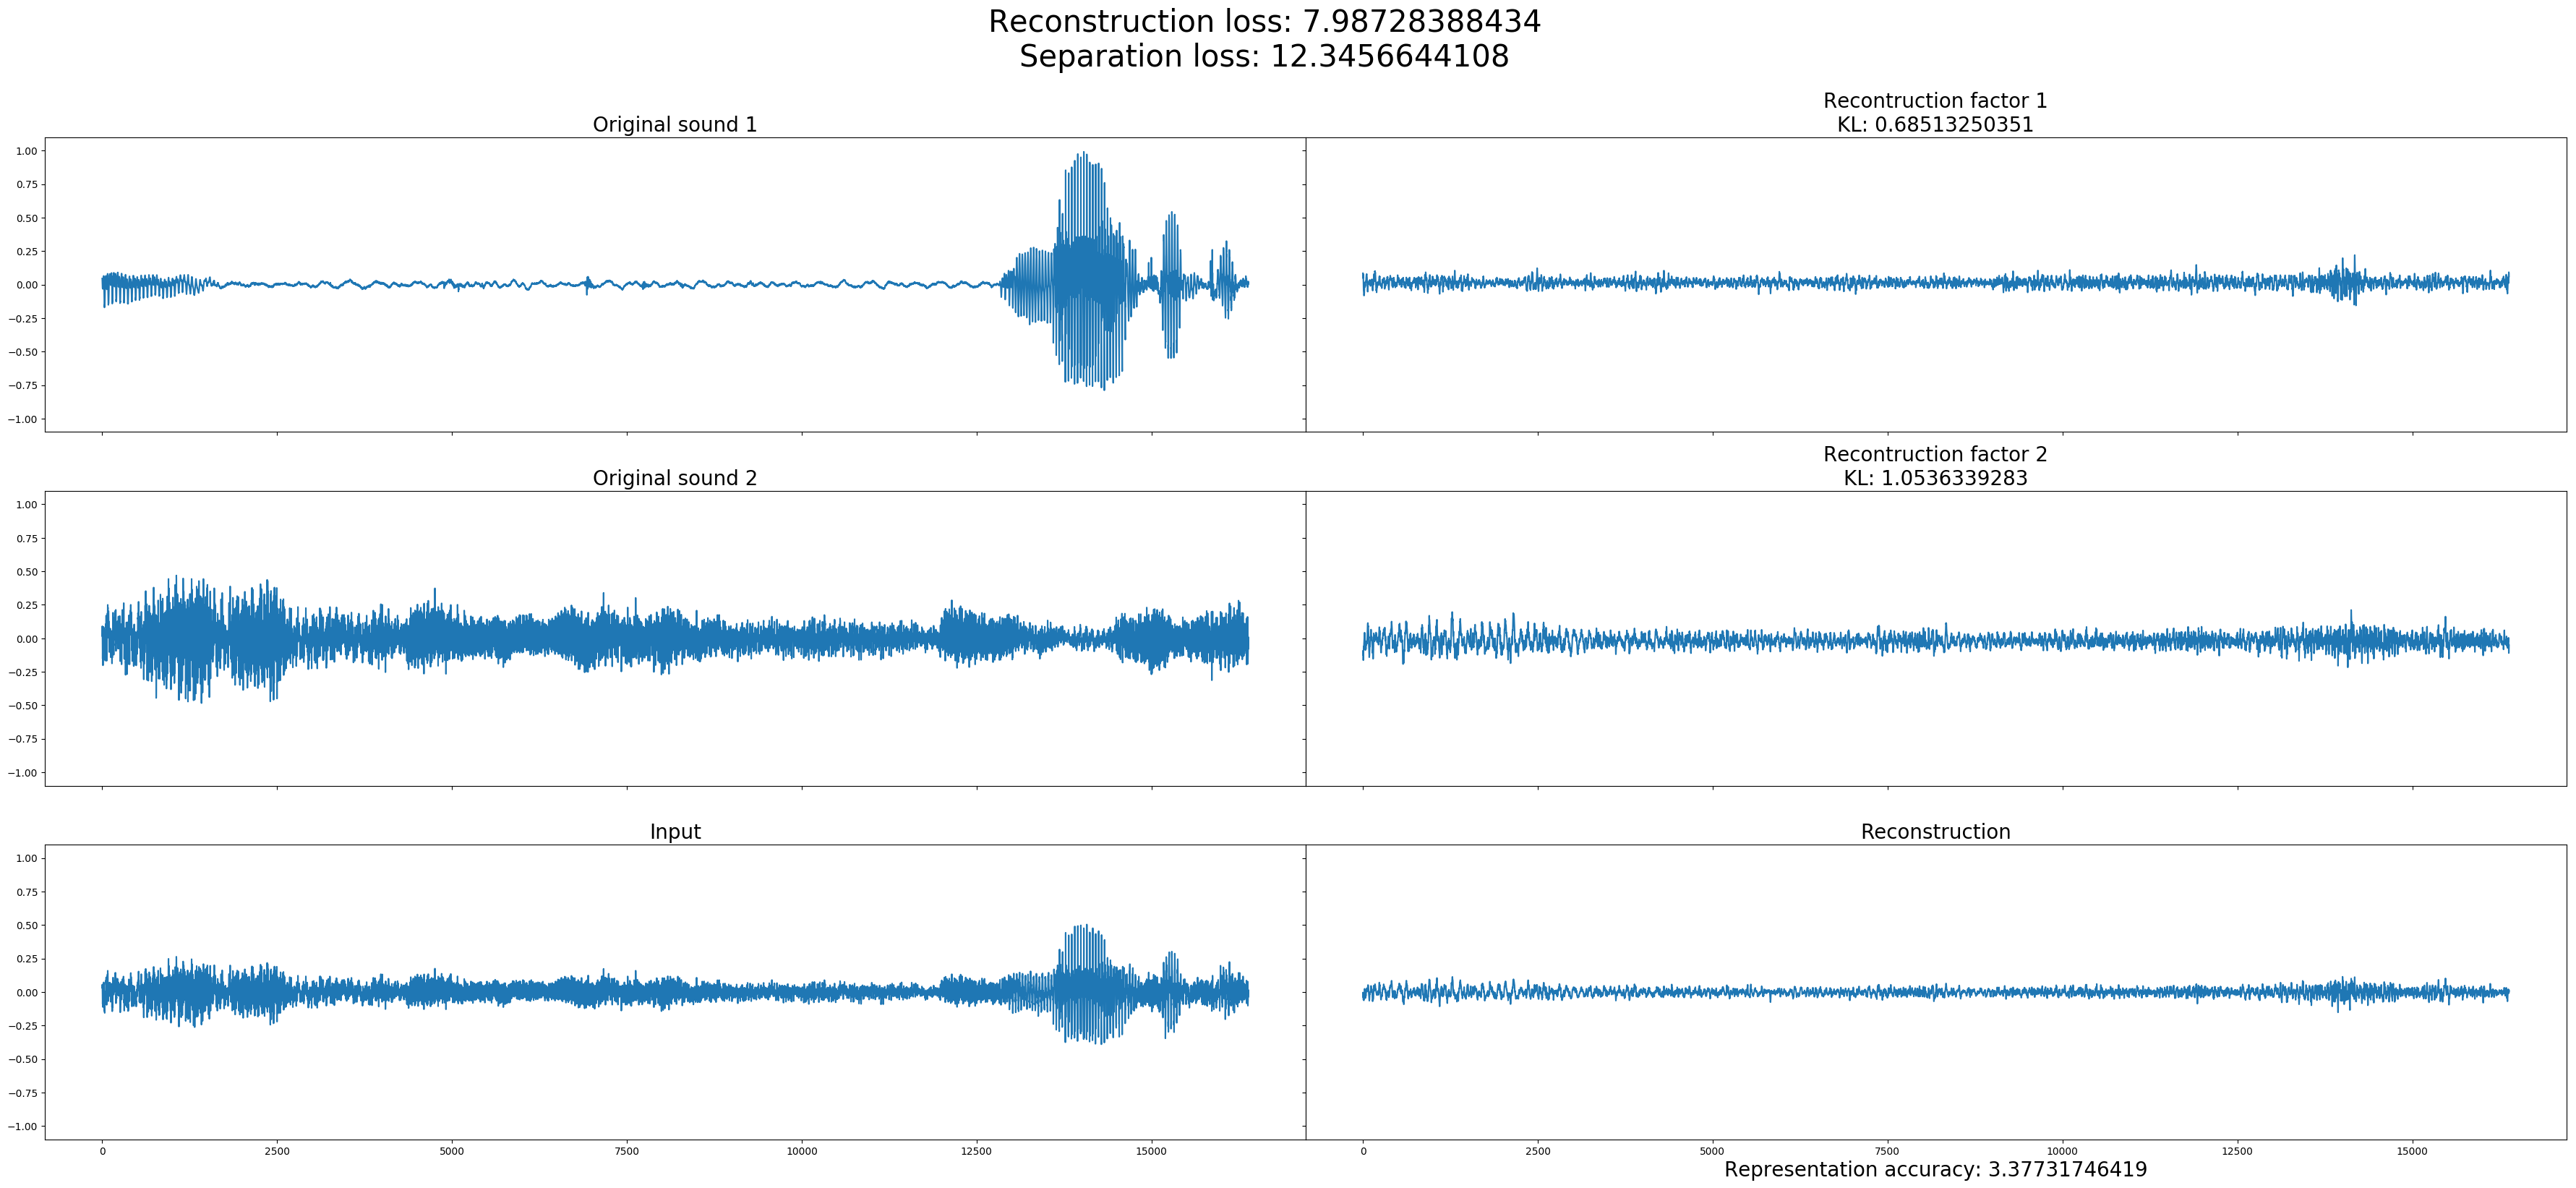 Reconstruction loss: 7.98728388434
Separation loss: 12.3456644108
Original sound 1
Recontruction factor 1
KL: 0.68513250351
1.00
0.75
0.50
0.25
0.00
−0.25
−0.50
−0.75
−1.00
Original sound 2
Recontruction factor 2
KL: 1.0536339283
1.00
0.75
0.50
0.25
0.00
−0.25
−0.50
−0.75
−1.00
Input
Reconstruction
1.00
0.75
0.50
0.25
0.00
−0.25
−0.50
−0.75
−1.00
0 2500 5000 7500 10000 12500 15000
0 2500 5000 7500 10000 12500 15000
Representation accuracy: 3.37731746419